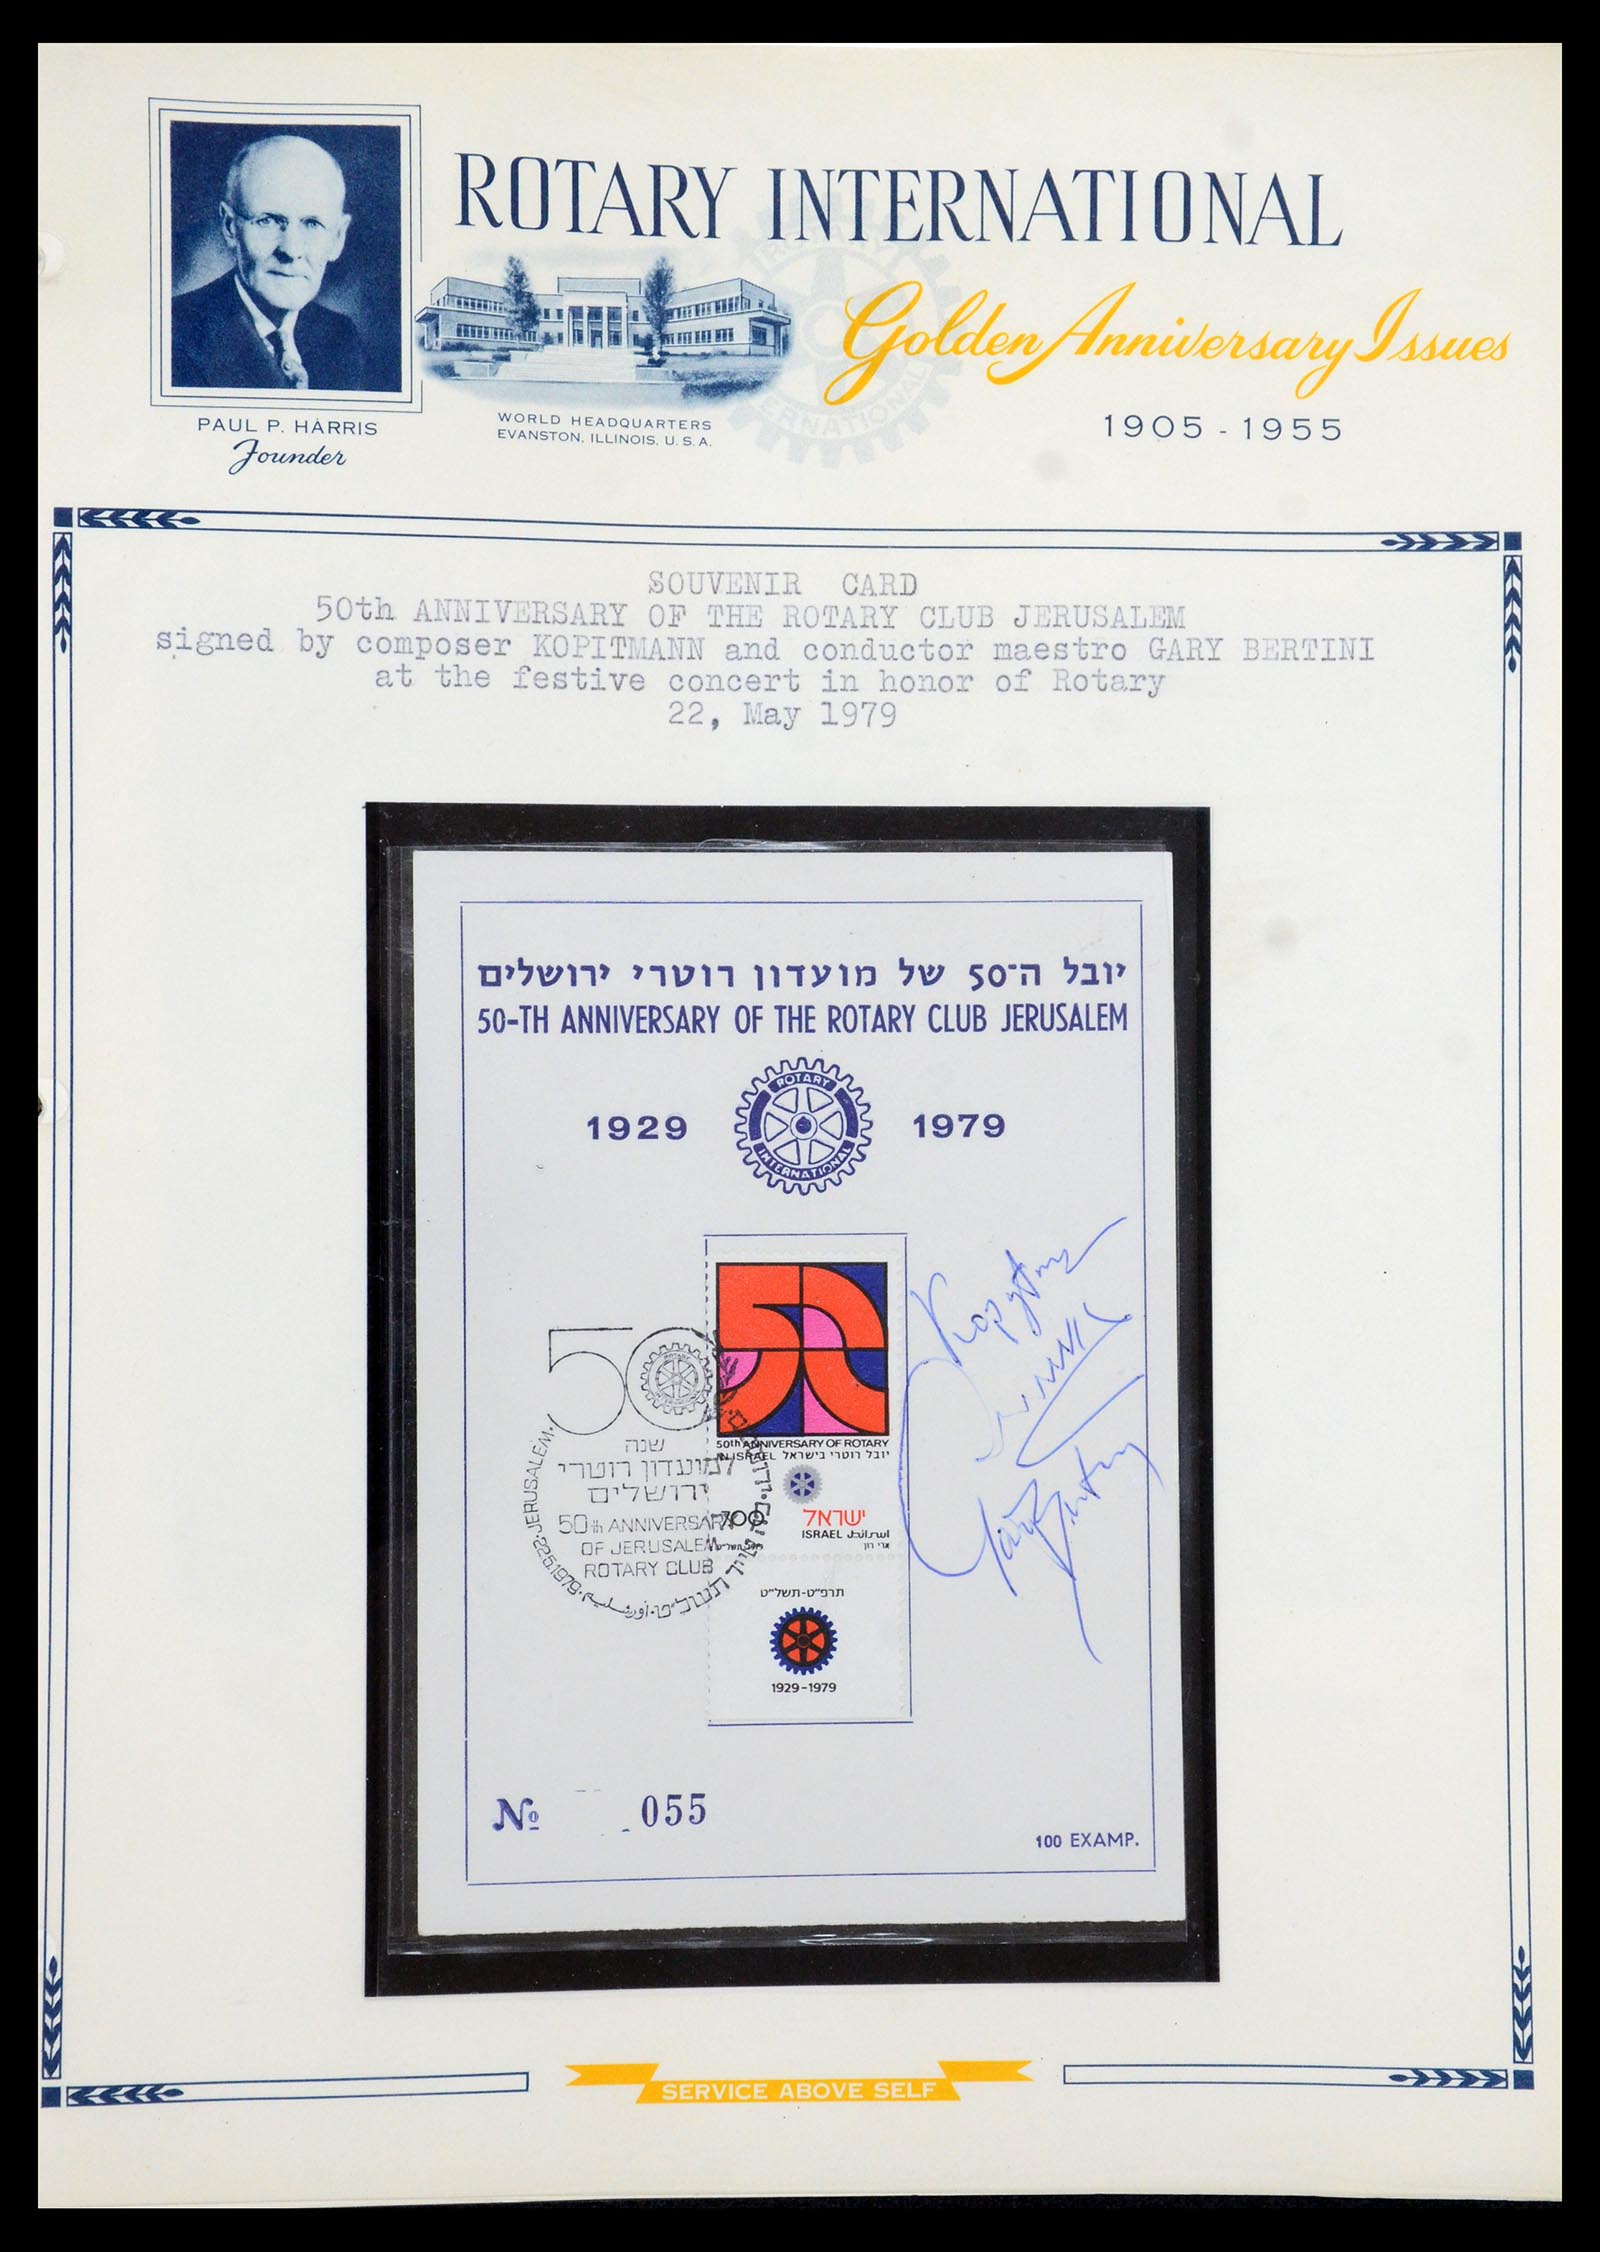 ROTARY INTERNATIONAL
Golden Anniversary Issues
1905 - 1955
PAUL P. HARRIS
Founder
WORLD HEADQUARTERS
EVANSTON, ILLINOIS, U.S.A.
SOUVENIR CARD
50th ANNIVERSARY OF THE ROTARY CLUB JERUSALEM
signed by composer KOPITMANN and conductor maestro GARY BERTINI
at the festive concert in honor of Rotary
22, May 1979
יובל ה־50 של מועדון רוטרי ירושלים
50-TH ANNIVERSARY OF THE ROTARY CLUB JERUSALEM
1929 1979
ROTARY
INTERNATIONAL
50th ANNIVERSARY OF ROTARY
IN ISRAEL יובל רוטרי בישראל
700 ישראל
ISRAEL اسرائيل
תרפ״ט-תשל״ט
1929-1979
50
שנה
למועדון רוטרי
ירושלים
50th ANNIVERSARY
OF JERUSALEM
ROTARY CLUB
JERUSALEM · 22.5.1979
No 055
100 EXAMP.
SERVICE ABOVE SELF